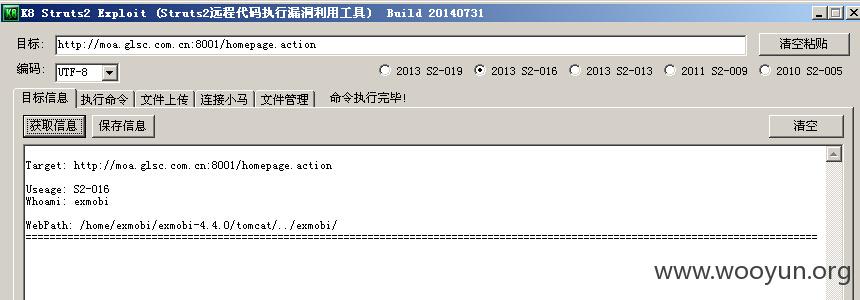 K8 Struts2 Exploit (Struts2远程代码执行漏洞利用工具) Build 20140731
目标: http://moa.glsc.com.cn:8001/homepage.action 清空粘贴
编码: UTF-8 2013 S2-019 2013 S2-016 2013 S2-013 2011 S2-009 2010 S2-005
目标信息 执行命令 文件上传 连接小马 文件管理 命令执行完毕!
获取信息 保存信息 清空
Target: http://moa.glsc.com.cn:8001/homepage.action
Useage: S2-016
Whoami: exmobi
WebPath: /home/exmobi/exmobi-4.4.0/tomcat/../exmobi/
www.wooyun.org